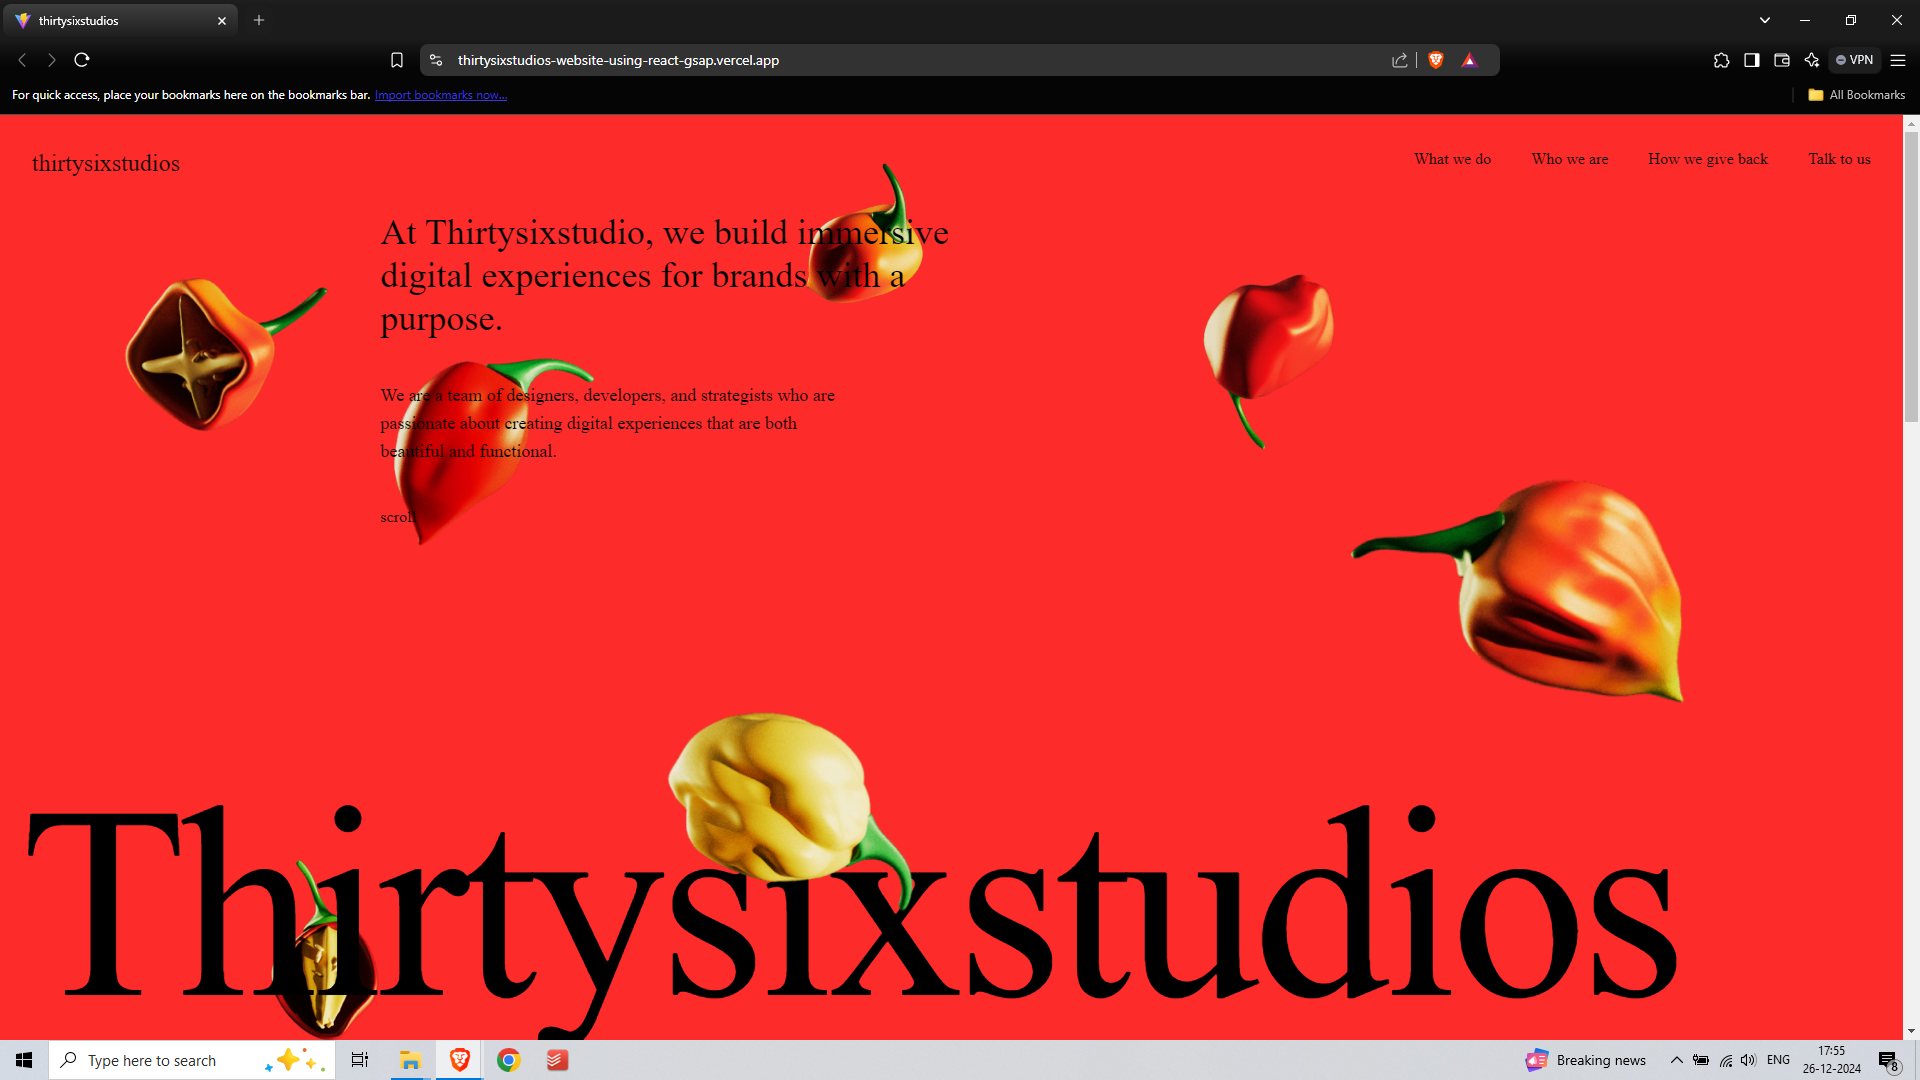 thirtysixstudios
thirtysixstudios-website-using-react-gsap.vercel.app
VPN
For quick access, place your bookmarks here on the bookmarks bar. Import bookmarks now...
All Bookmarks
thirtysixstudios
What we do
Who we are
How we give back
Talk to us
At Thirtysixstudio, we build immersive
digital experiences for brands with a
purpose.
We are a team of designers, developers, and strategists who are
passionate about creating digital experiences that are both
beautiful and functional.
scroll
Thirtysixstudios
Type here to search
Breaking news
ENG
17:55
26-12-2024
8